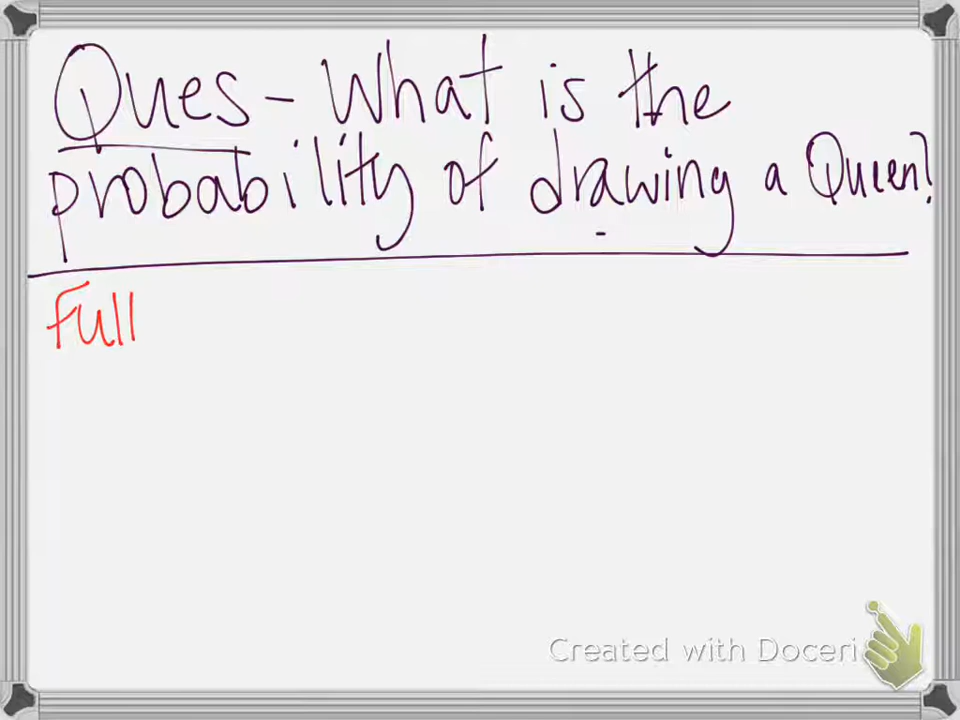 Ques - What is the
probability of drawing a Queen?
Full
Created with Doceri